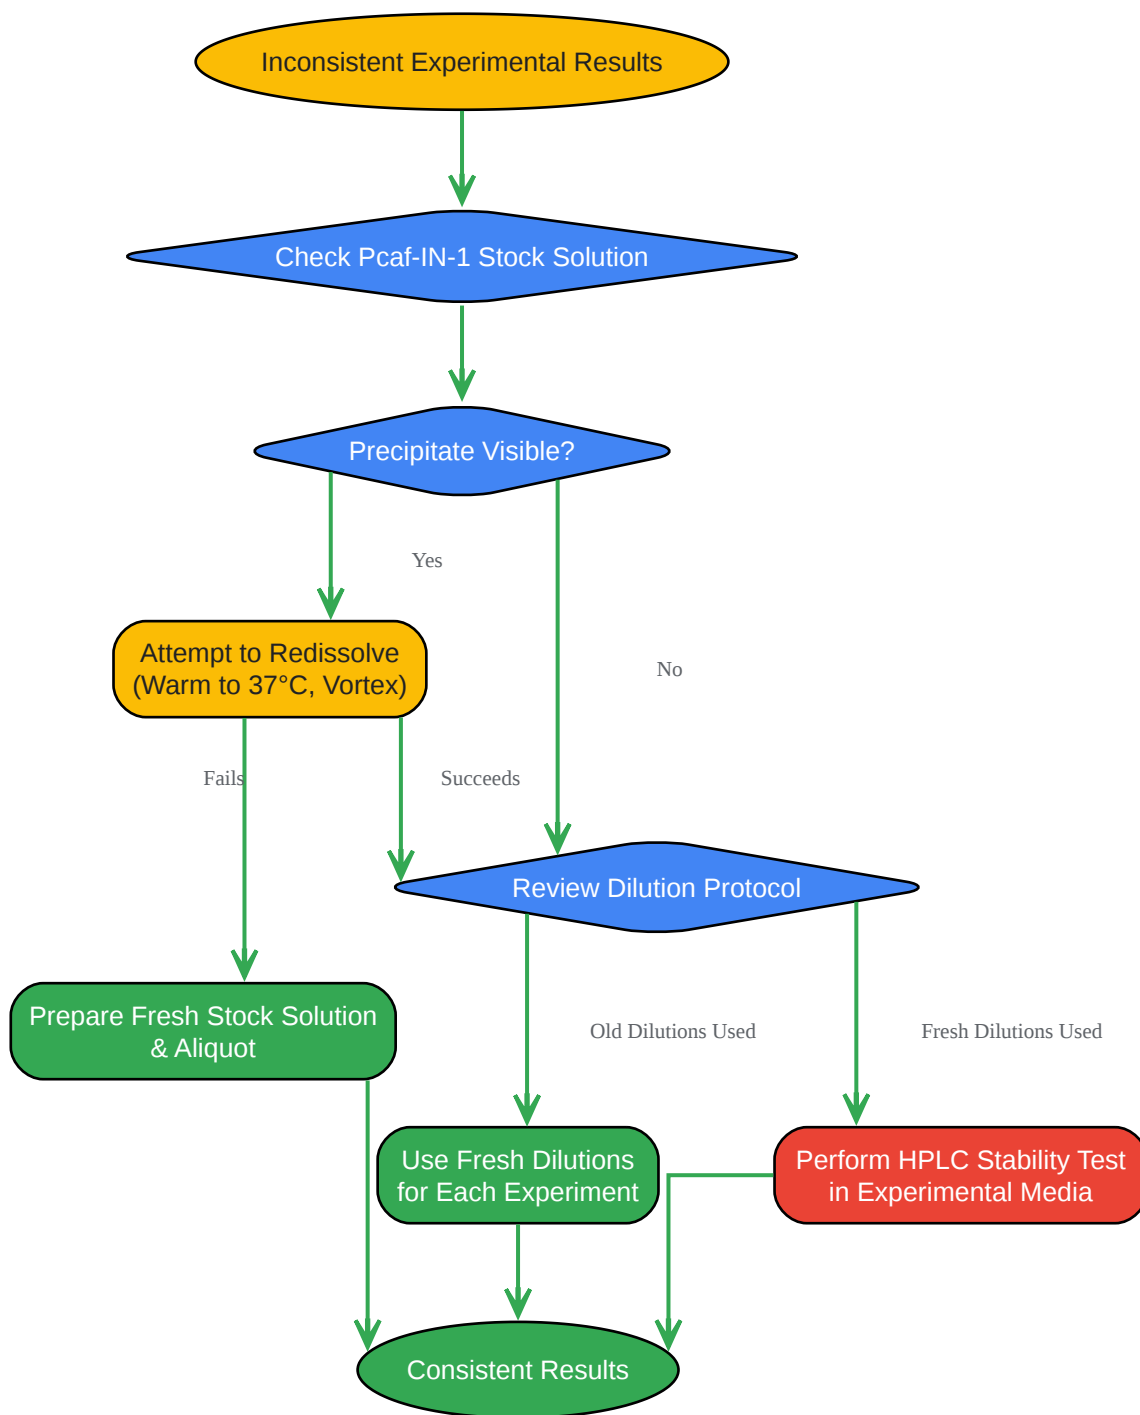 Inconsistent Experimental Results
Check Pcaf-IN-1 Stock Solution
Precipitate Visible?
Yes
No
Attempt to Redissolve
(Warm to 37°C, Vortex)
Fails
Succeeds
Review Dilution Protocol
Prepare Fresh Stock Solution
& Aliquot
Old Dilutions Used
Fresh Dilutions Used
Use Fresh Dilutions
for Each Experiment
Perform HPLC Stability Test
in Experimental Media
Consistent Results